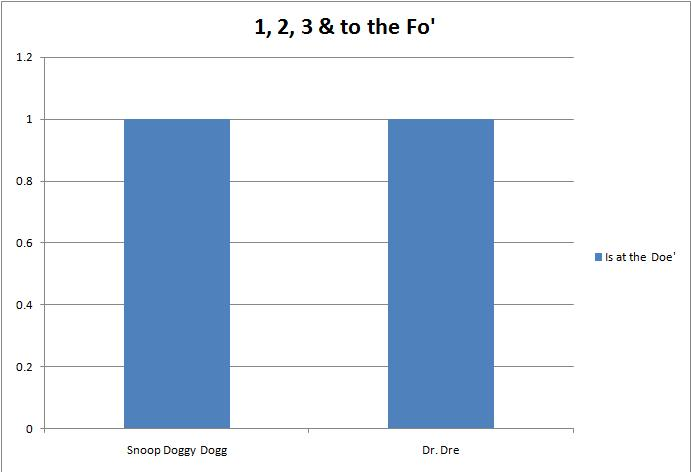 1, 2, 3 & to the Fo'
1.2
1
0.8
0.6
0.4
0.2
0
Is at the Doe'
Snoop Doggy Dogg
Dr. Dre